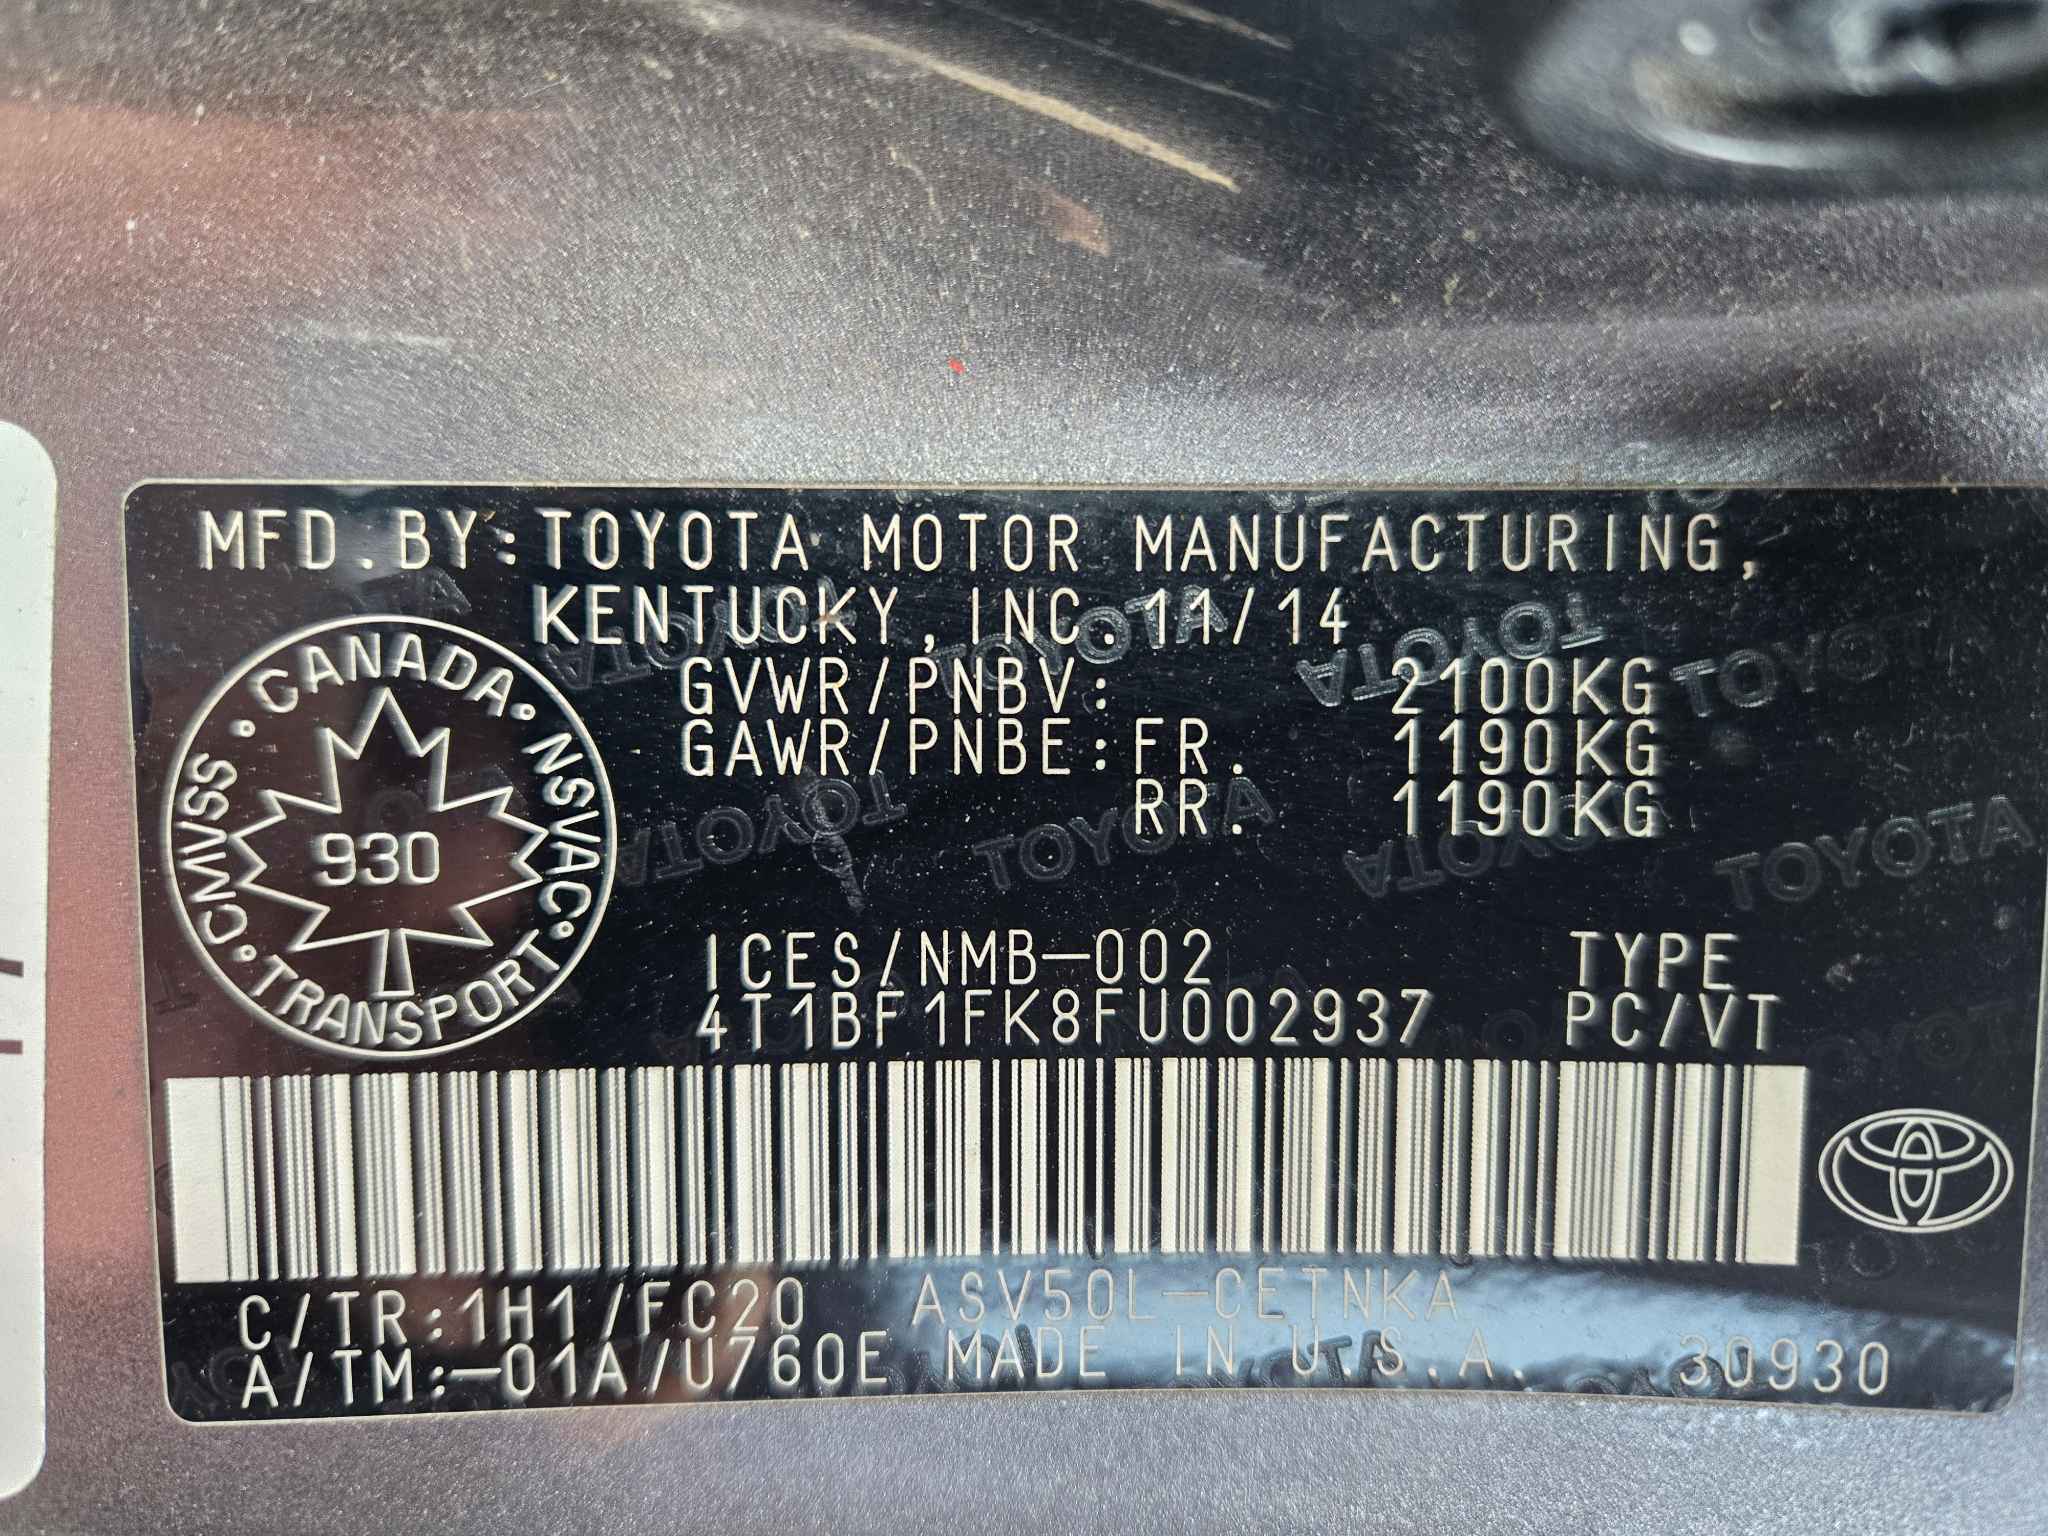 MFD.BY:TOYOTA MOTOR MANUFACTURING,
KENTUCKY, INC. 11/14
GVWR/PNBV: 2100KG
GAWR/PNBE:FR. 1190KG
RR. 1190KG
CANADA • NSVAC • TRANSPORT • CMVSS •
930
ICES/NMB-002 TYPE
4T1BF1FK8FU002937 PC/VT
C/TR:1H1/FC20 ASV50L-CETNKA
A/TM:-01A/U760E MADE IN U.S.A. 30930